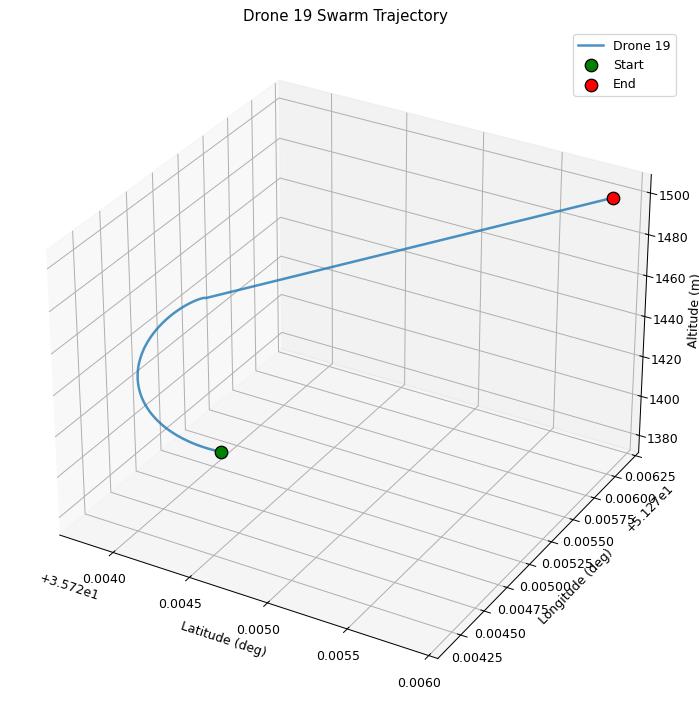 Drone 19 Swarm Trajectory
Drone 19
Start
End
1500
1480
1460
1440
1420
1400
1380
Altitude (m)
0.00625
0.00600
0.00575
0.00550
0.00525
0.00500
0.00475
0.00450
0.00425
+5.127e1
Longitude (deg)
+3.572e1
0.0040
0.0045
0.0050
0.0055
0.0060
Latitude (deg)